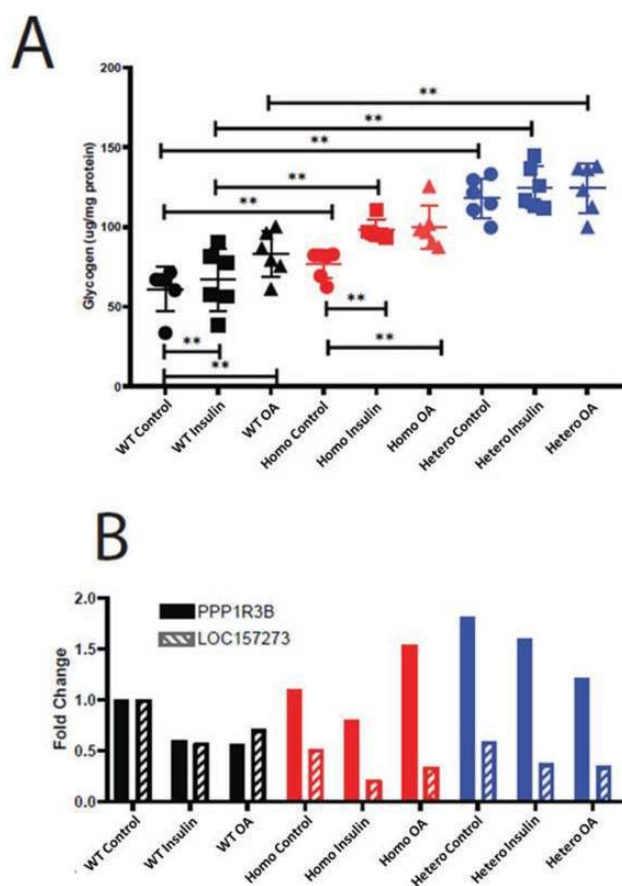 A
200
**
**
150
**
**
**
100
**
50
**
**
**
0
Glycogen (ug/mg protein)
WT Control
WT Insulin
WT OA
Homo Control
Homo Insulin
Homo OA
Hetero Control
Hetero Insulin
Hetero OA
B
2.0
PPP1R3B
LOC157273
1.5
1.0
0.5
0.0
Fold Change
WT Control
WT Insulin
WT OA
Homo Control
Homo Insulin
Homo OA
Hetero Control
Hetero Insulin
Hetero OA